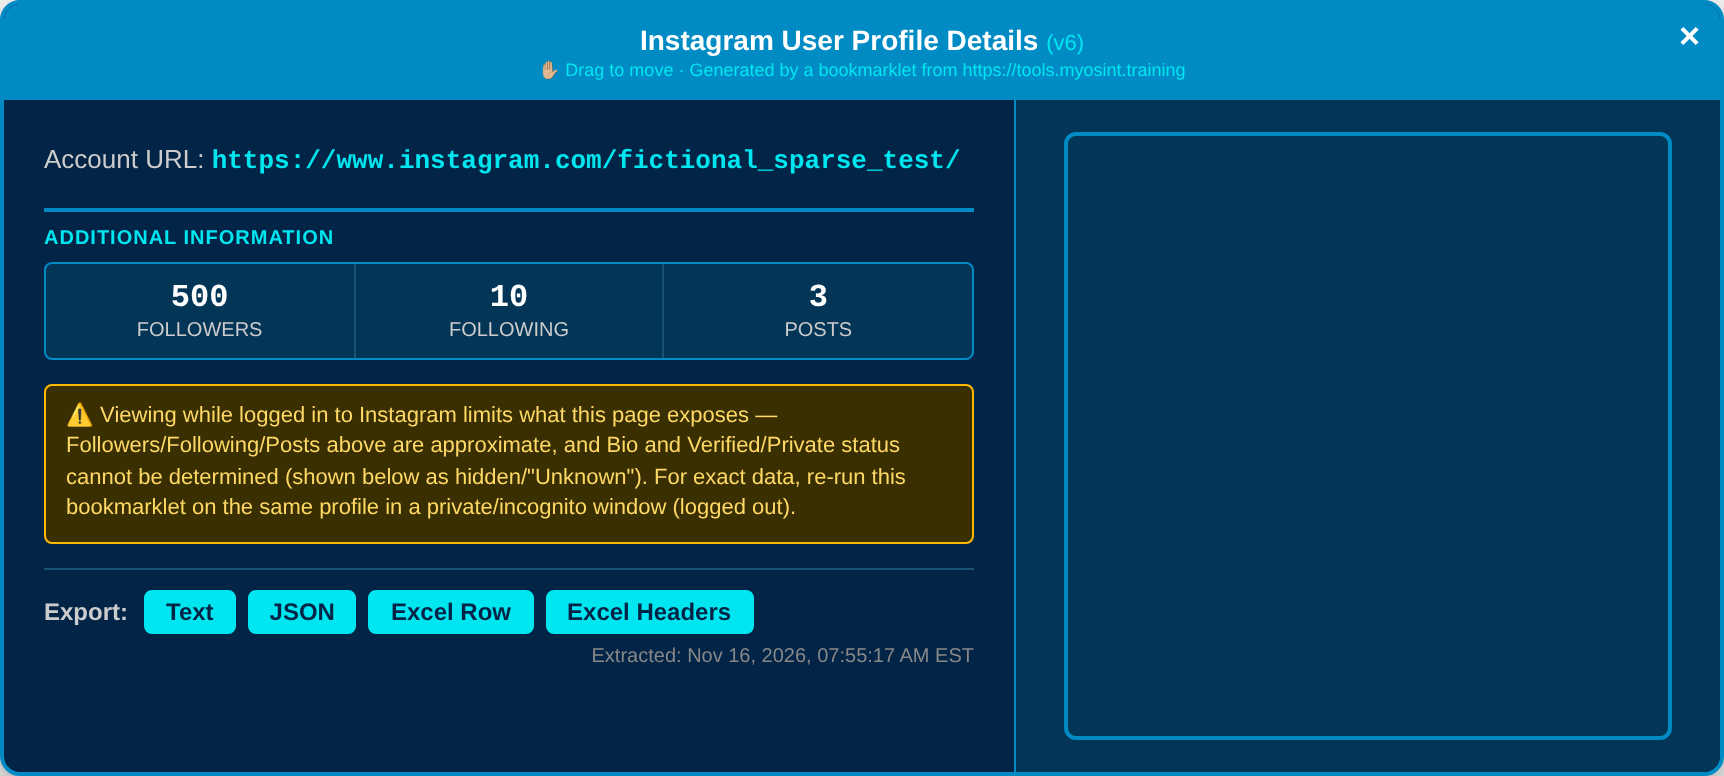 Instagram User Profile Details (v6)
✋🏽 Drag to move · Generated by a bookmarklet from https://tools.myosint.training
×
Account URL: https://www.instagram.com/fictional_sparse_test/
ADDITIONAL INFORMATION
500 10 3
FOLLOWERS FOLLOWING POSTS
⚠️ Viewing while logged in to Instagram limits what this page exposes —
Followers/Following/Posts above are approximate, and Bio and Verified/Private status
cannot be determined (shown below as hidden/"Unknown"). For exact data, re-run this
bookmarklet on the same profile in a private/incognito window (logged out).
Export: Text JSON Excel Row Excel Headers
Extracted: Nov 16, 2026, 07:55:17 AM EST